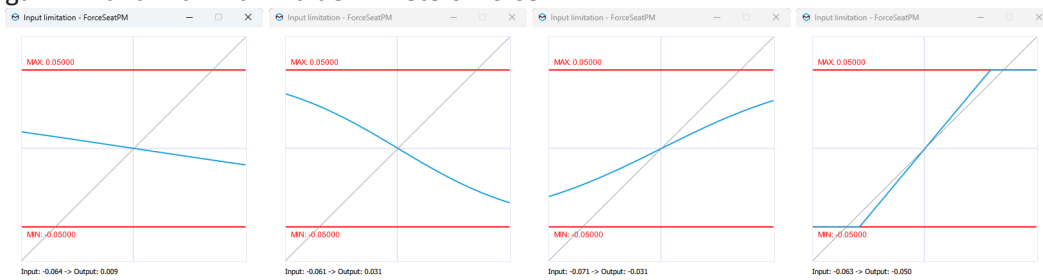 Input limitation - ForceSeatPM
MAX: 0.05000
MIN: -0.05000
Input: -0.064 -> Output: 0.009
Input limitation - ForceSeatPM
MAX: 0.05000
MIN: -0.05000
Input: -0.061 -> Output: 0.031
Input limitation - ForceSeatPM
MAX: 0.05000
MIN: -0.05000
Input: -0.071 -> Output: -0.031
Input limitation - ForceSeatPM
MAX: 0.05000
MIN: -0.05000
Input: -0.063 -> Output: -0.050